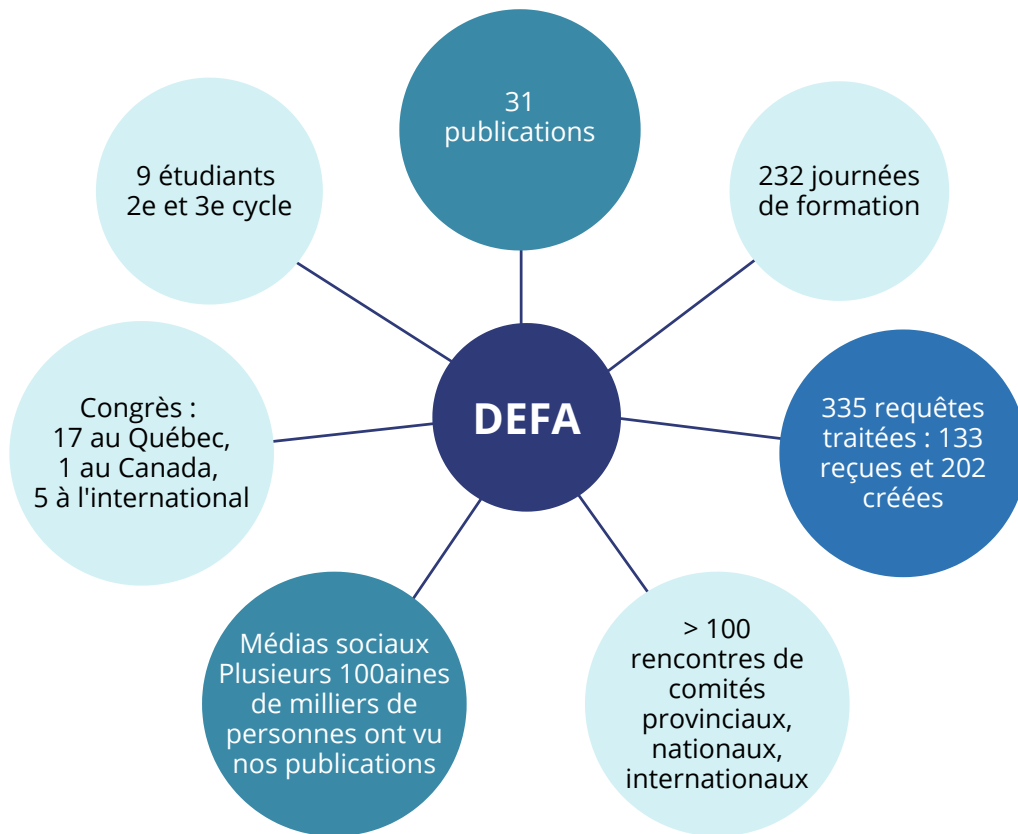 31
publications
9 étudiants
2e et 3e cycle
232 journées
de formation
Congrès :
17 au Québec,
1 au Canada,
5 à l'international
DEFA
335 requêtes
traitées : 133
reçues et 202
créées
Médias sociaux
Plusieurs 100aines
de milliers de
personnes ont vu
nos publications
> 100
rencontres de
comités
provinciaux,
nationaux,
internationaux